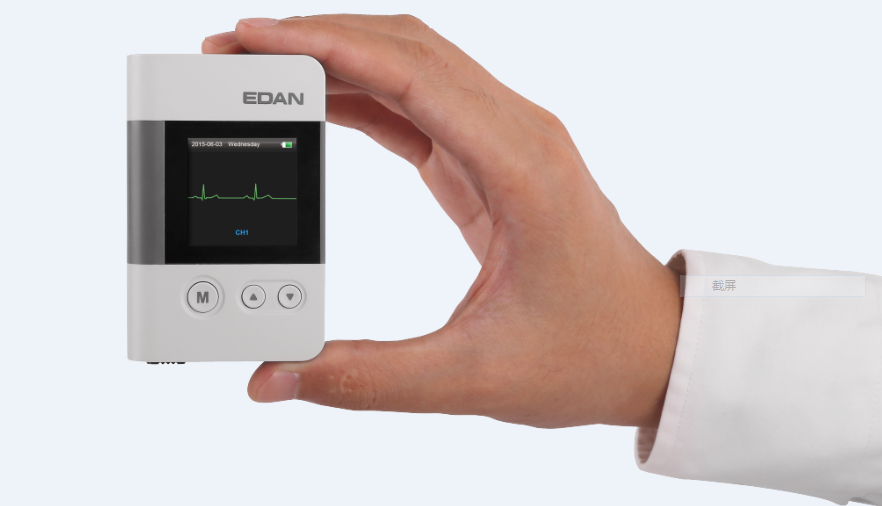 EDAN
2015-06-03 Wednesday
CH1
M
截屏